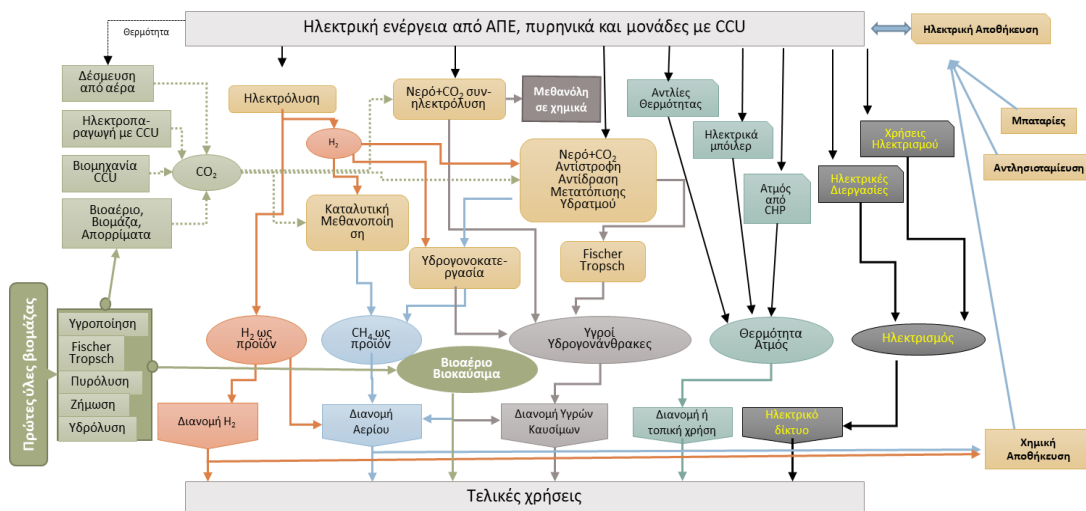 Ηλεκτρική ενέργεια από ΑΠΕ, πυρηνικά και μονάδες με CCU
Ηλεκτρική Αποθήκευση
Θερμότητα
Δέσμευση
από αέρα
Ηλεκτροπα-
ραγωγή με CCU
Βιομηχανία
CCU
Βιοαέριο,
Βιομάζα,
Απορρίματα
CO₂
Ηλεκτρόλυση
H₂
Νερό+CO₂ συν-
ηλεκτρόλυση
Μεθανόλη
σε χημικά
Καταλυτική
Μεθανοποίη
ση
Υδρογονοκατε-
ργασία
Νερό+CO₂
Αντίστροφη
Αντίδραση
Μετατόπισης
Υδρατμού
Fischer
Tropsch
Αντλίες
Θερμότητας
Ηλεκτρικά
μπόιλερ
Ατμός
από
CHP
Ηλεκτρικές
Διεργασίες
Χρήσεις
Ηλεκτρισμού
Μπαταρίες
Αντλησιοταμίευση
Πρώτες ύλες βιομάζας
Υγροποίηση
Fischer
Tropsch
Πυρόλυση
Ζήμωση
Υδρόλυση
H₂ ως
προϊόν
CH₄ ως
προϊόν
Βιοαέριο
Βιοκαύσιμα
Υγροί
Υδρογονάνθρακες
Θερμότητα
Ατμός
Ηλεκτρισμός
Διανομή H₂
Διανομή
Αερίου
Διανομή Υγρών
Καυσίμων
Διανομή ή
τοπική χρήση
Ηλεκτρικό
δίκτυο
Χημική
Αποθήκευση
Τελικές χρήσεις